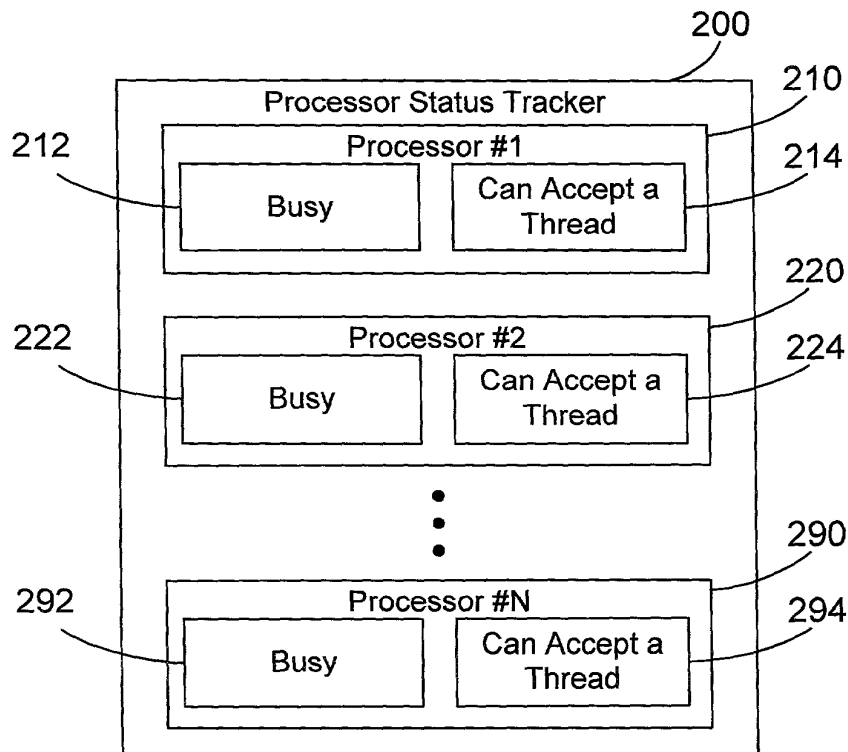 200
Processor Status Tracker
210
Processor #1
212
Busy
Can Accept a
Thread
214
220
Processor #2
222
Busy
Can Accept a
Thread
224
290
Processor #N
292
Busy
Can Accept a
Thread
294